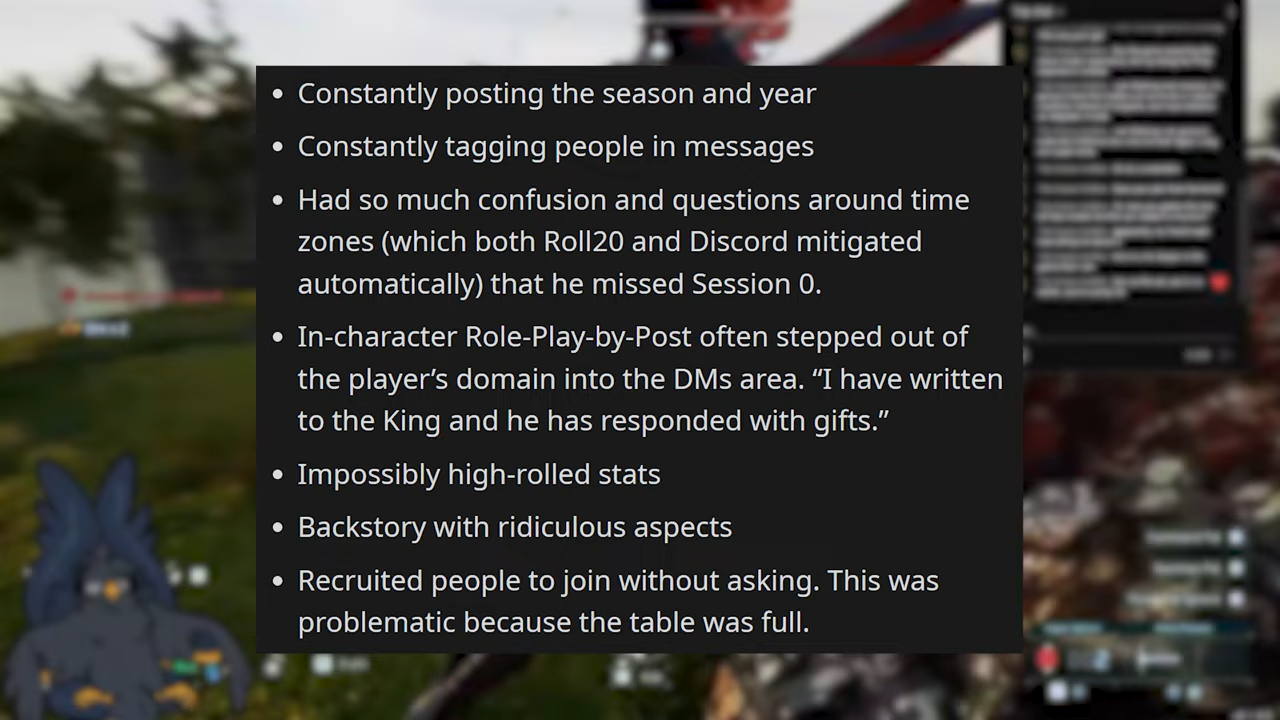 • Constantly posting the season and year
• Constantly tagging people in messages
• Had so much confusion and questions around time
zones (which both Roll20 and Discord mitigated
automatically) that he missed Session 0.
• In-character Role-Play-by-Post often stepped out of
the player’s domain into the DMs area. “I have written
to the King and he has responded with gifts.”
• Impossibly high-rolled stats
• Backstory with ridiculous aspects
• Recruited people to join without asking. This was
problematic because the table was full.